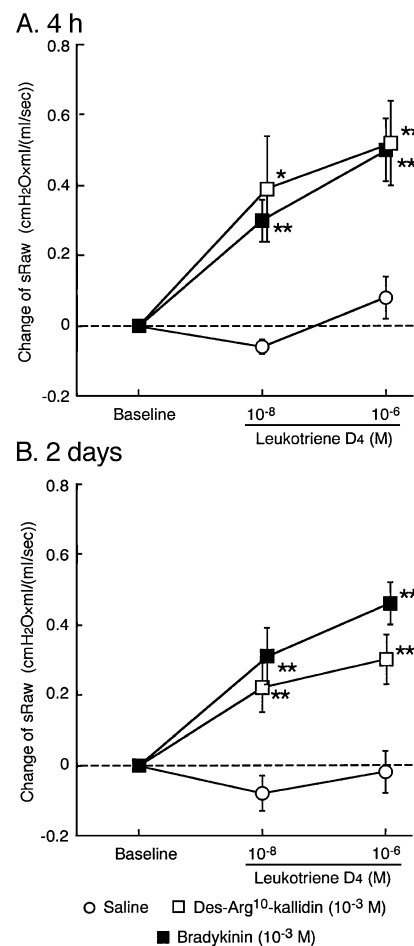 A. 4 h
Change of sRaw (cmH2O×ml/(ml/sec))
0.8
0.6
0.4
0.2
0
-0.2
*
**
**
**
Baseline
10-8
10-6
Leukotriene D4 (M)
B. 2 days
Change of sRaw (cmH2O×ml/(ml/sec))
0.8
0.6
0.4
0.2
0
-0.2
**
**
**
**
Baseline
10-8
10-6
Leukotriene D4 (M)
Saline
Des-Arg10-kallidin (10-3 M)
Bradykinin (10-3 M)